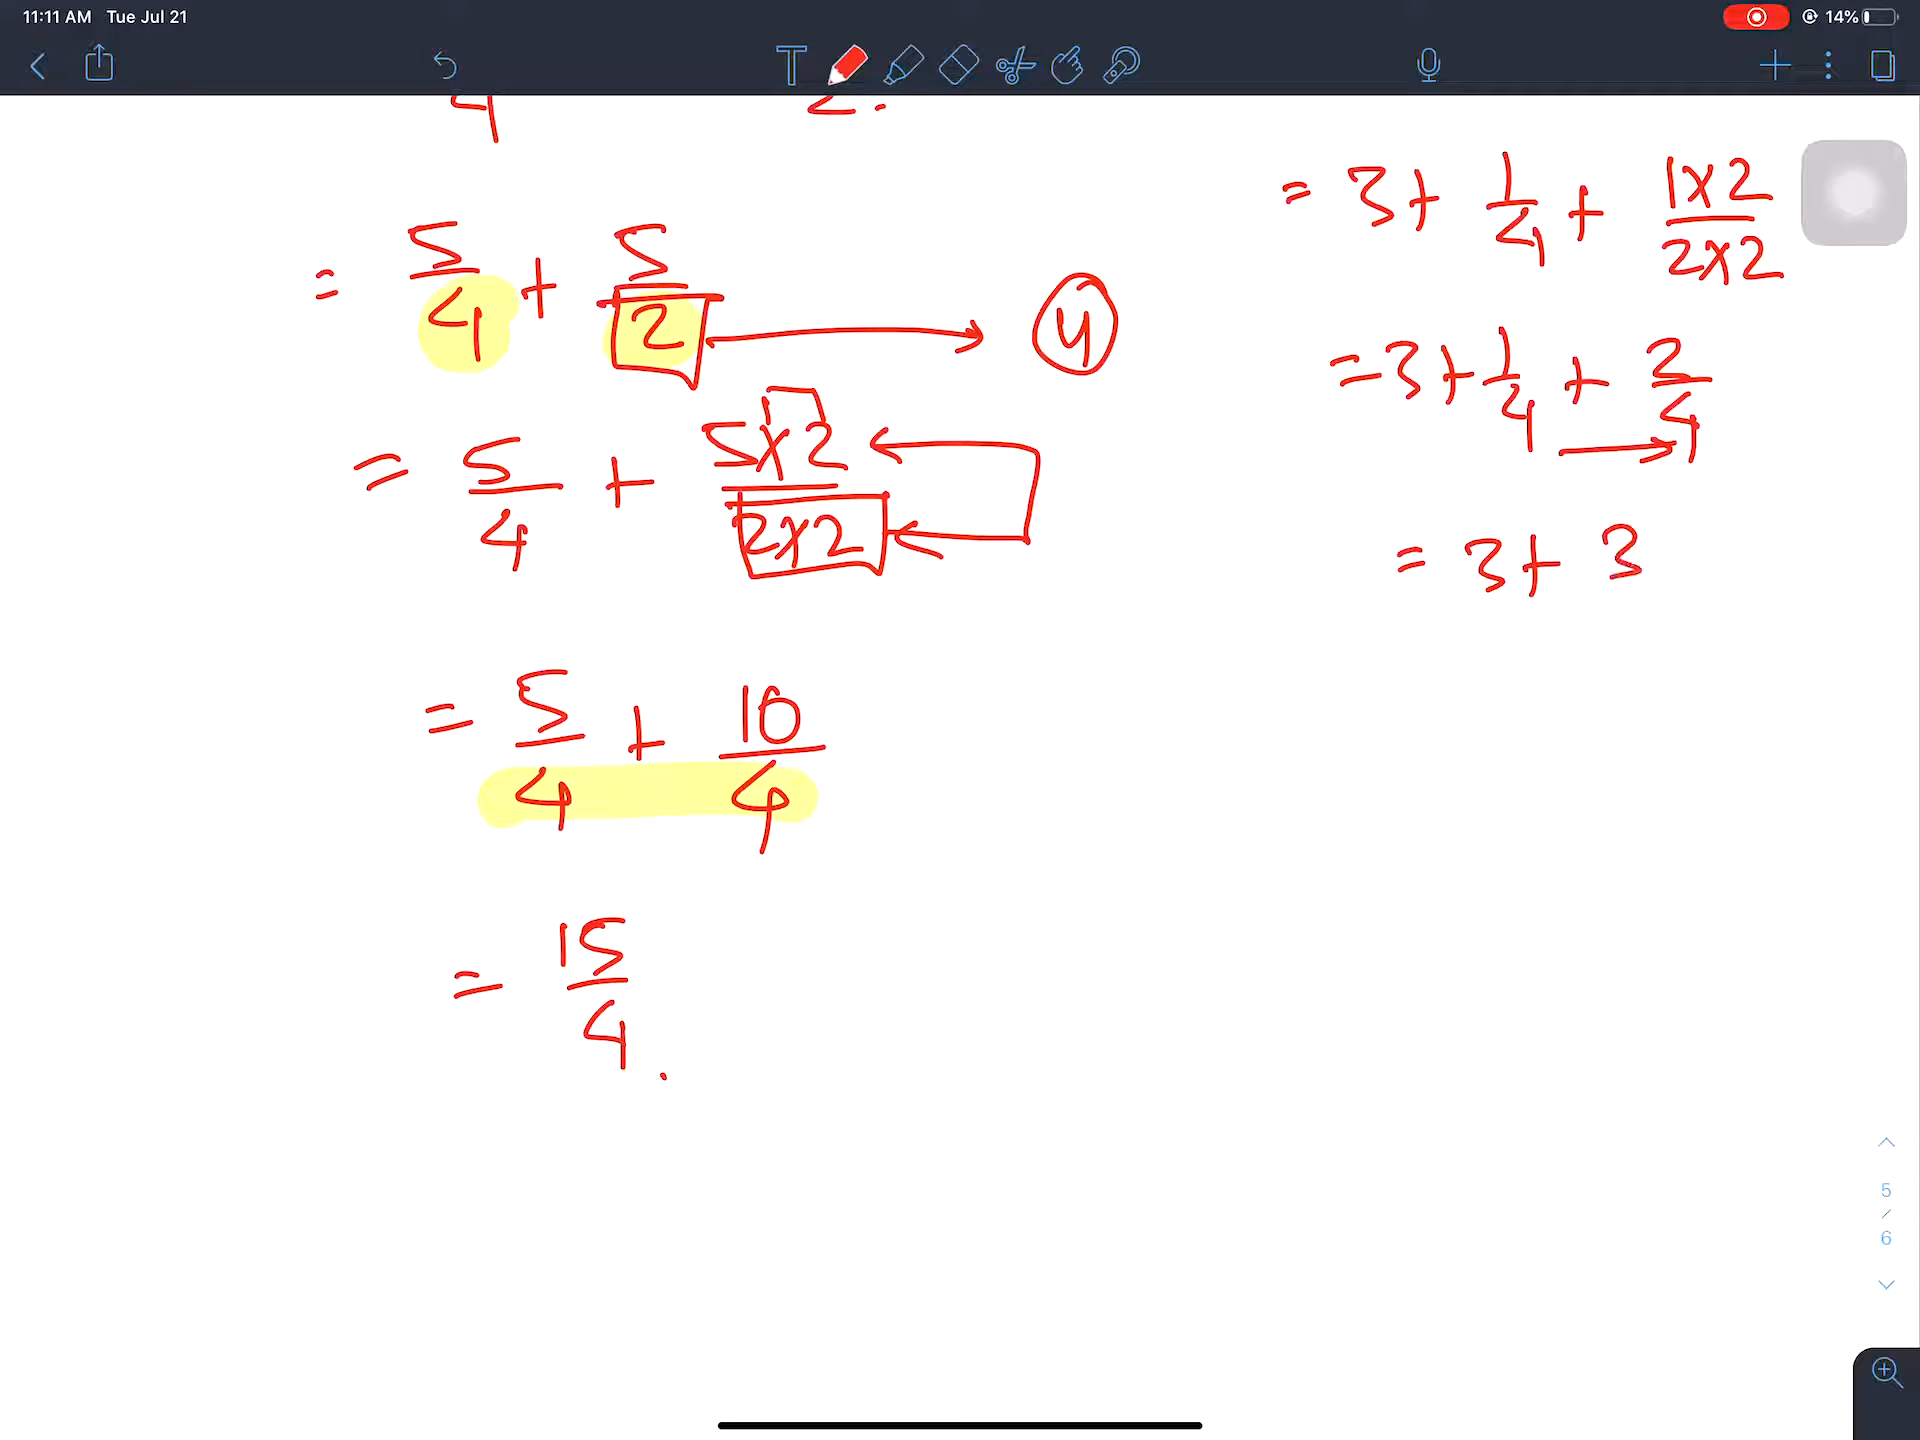 11:11 AM Tue Jul 21
14%
= 5/4 + 5/2 → 4
= 5/4 + 5x2/2x2
= 5/4 + 10/4
= 15/4.
= 3 + 1/4 + 1x2/2x2
= 3 + 1/4 + 2/4
= 3 + 3
5
/
6